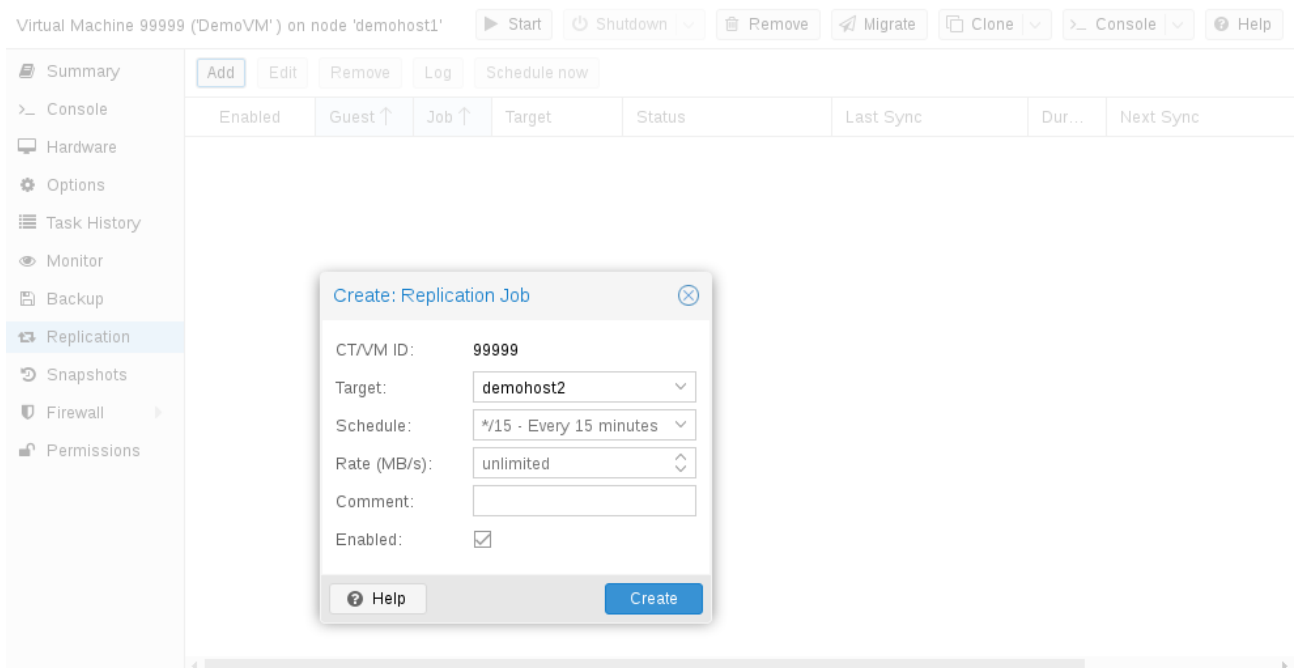 Virtual Machine 99999 ('DemoVM' ) on node 'demohost1' Start Shutdown Remove Migrate Clone >_ Console Help
Summary
>_ Console
Hardware
Options
Task History
Monitor
Backup
Replication
Snapshots
Firewall
Permissions
Add Edit Remove Log Schedule now
Enabled Guest ↑ Job ↑ Target Status Last Sync Dur... Next Sync
Create: Replication Job
CT/VM ID: 99999
Target: demohost2
Schedule: */15 - Every 15 minutes
Rate (MB/s): unlimited
Comment:
Enabled:
Help Create